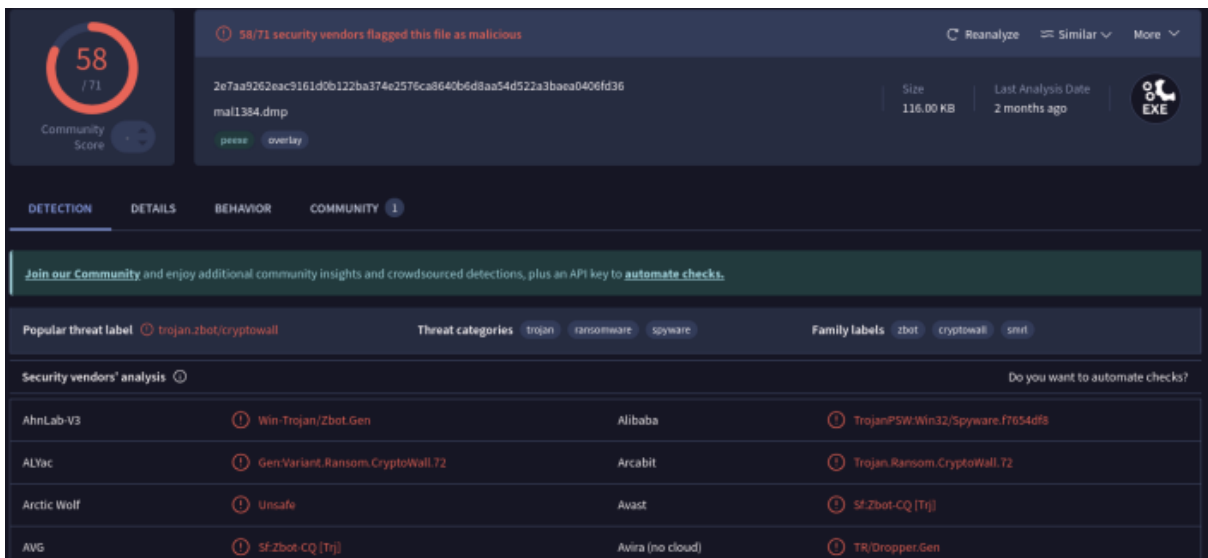 58
/ 71
Community
Score
58/71 security vendors flagged this file as malicious
Reanalyze Similar More
2e7aa9262eac9161d0b122ba374e2576ca8640b6d8aa54d522a3baea0406fd36
mal1384.dmp
peexe overlay
Size
116.00 KB
Last Analysis Date
2 months ago
EXE
DETECTION DETAILS BEHAVIOR COMMUNITY 1
Join our Community and enjoy additional community insights and crowdsourced detections, plus an API key to automate checks.
Popular threat label trojan.zbot/cryptowall Threat categories trojan ransomware spyware Family labels zbot cryptowall smrl
Security vendors' analysis Do you want to automate checks?
AhnLab-V3 Win-Trojan/Zbot.Gen Alibaba TrojanPSW:Win32/Spyware.f7654df8
ALYac Gen:Variant.Ransom.CryptoWall.72 Arcabit Trojan.Ransom.CryptoWall.72
Arctic Wolf Unsafe Avast Sf:Zbot-CQ [Trj]
AVG Sf:Zbot-CQ [Trj] Avira (no cloud) TR/Dropper.Gen